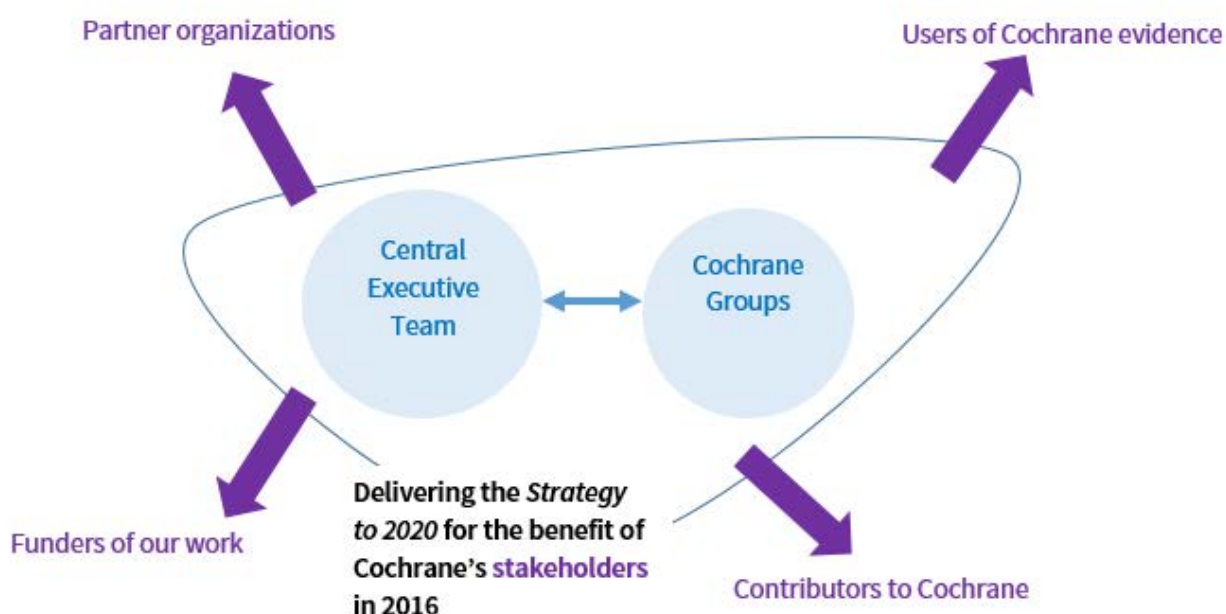 Partner organizations
Users of Cochrane evidence
Central
Executive
Team
Cochrane
Groups
Delivering the Strategy
to 2020 for the benefit of
Cochrane's stakeholders
in 2016
Funders of our work
Contributors to Cochrane